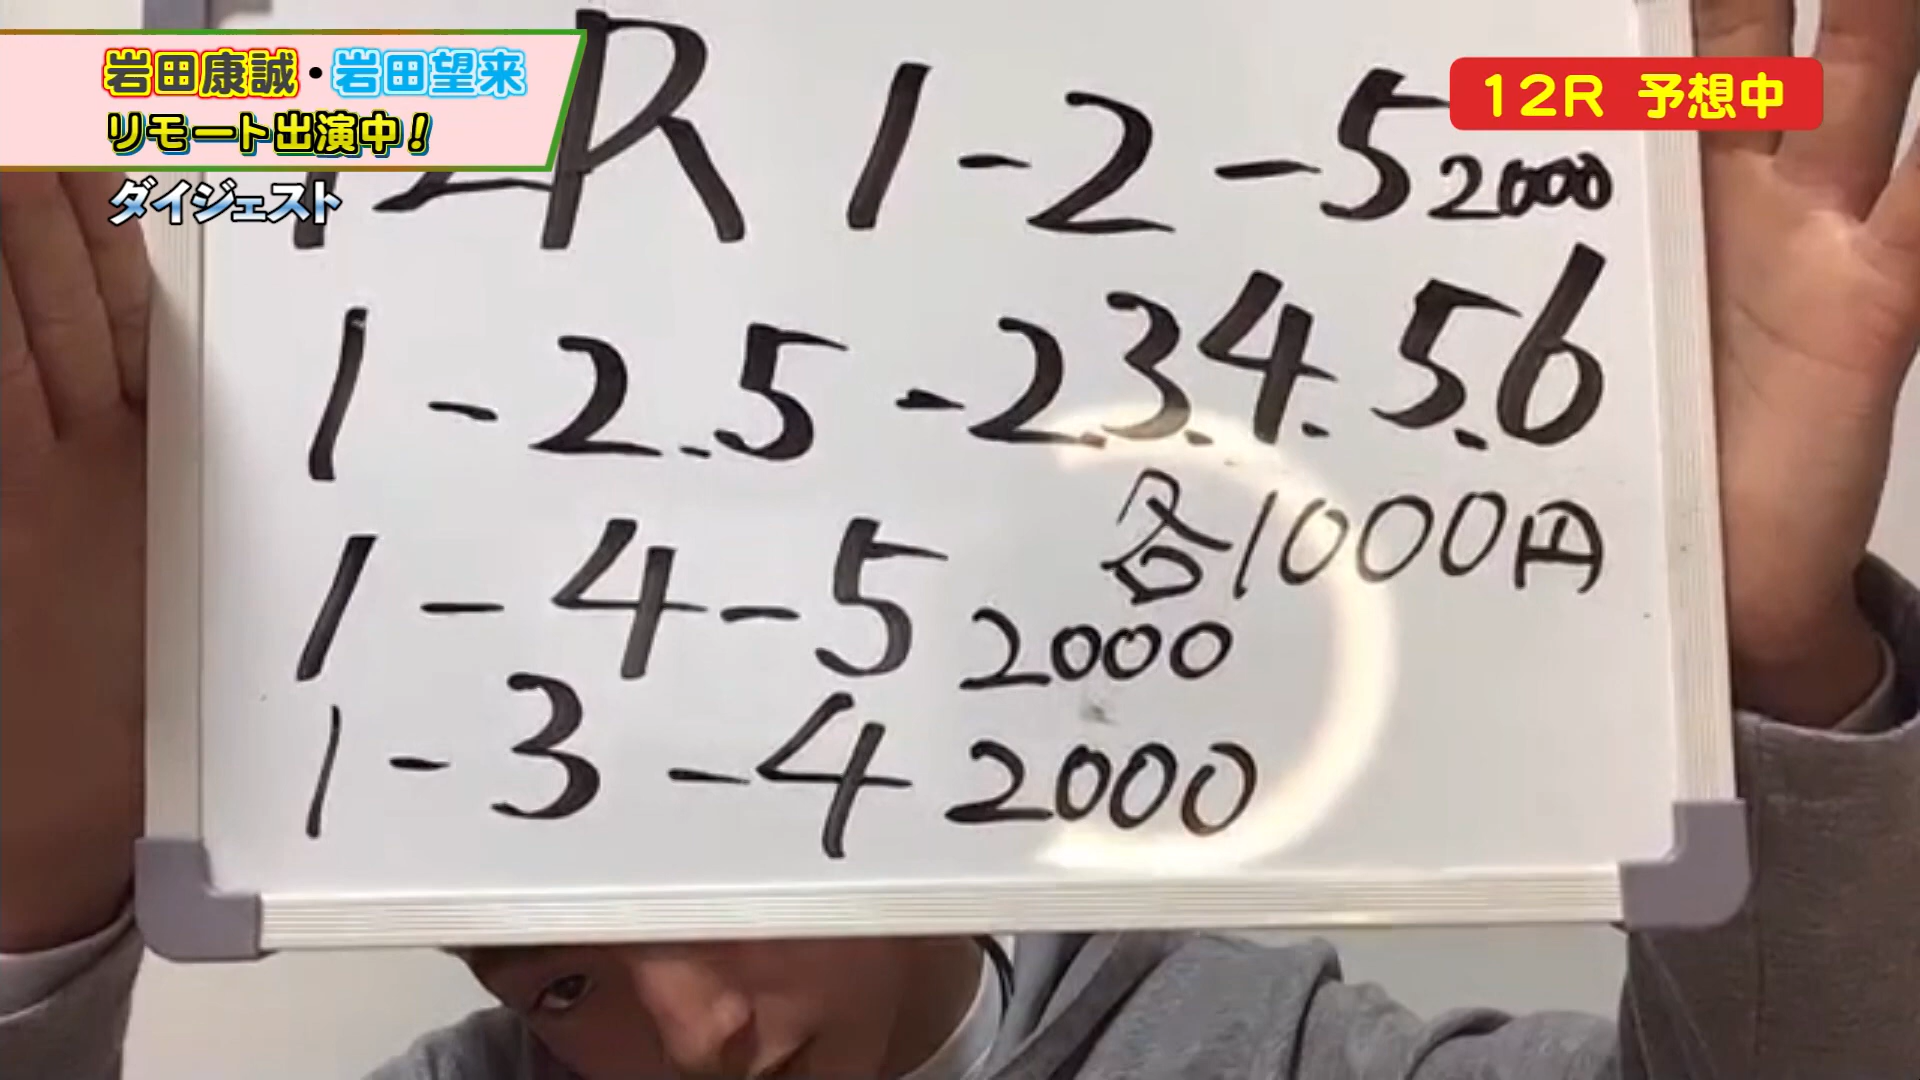 岩田康誠・岩田望来
リモート出演中!
ダイジェスト
12R 予想中
12R 1-2-5 2000
1-2.5-2.3.4.5.6
各1000円
1-4-5 2000
1-3-4 2000